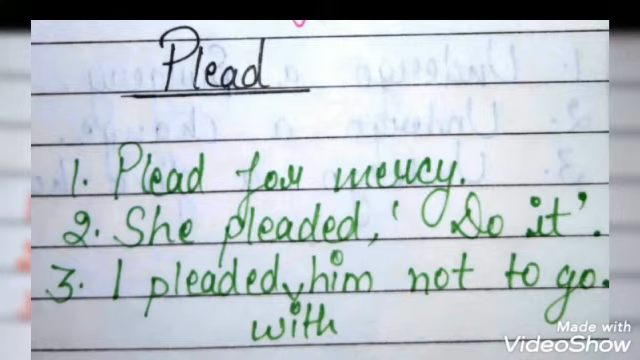 Plead
1. Plead for mercy.
2. She pleaded, ' Do it'.
3. I pleaded him not to go.
with
Made with
VideoShow